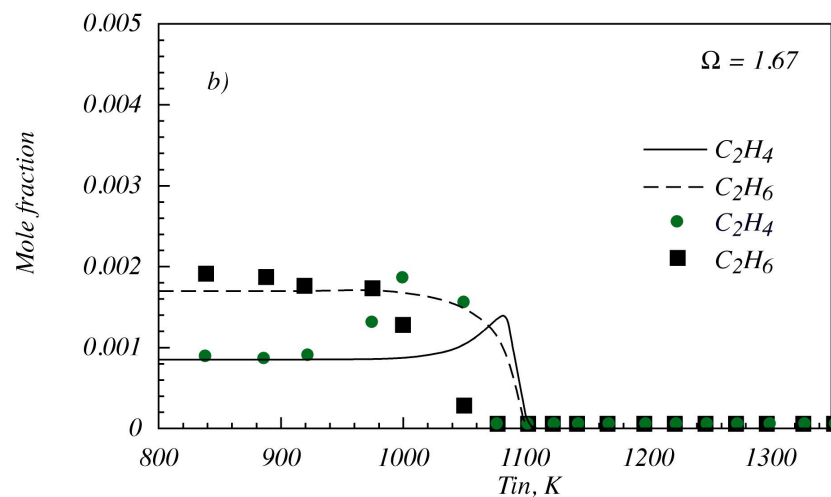 0.005
b)
Ω = 1.67
0.004
C2H4
C2H6
C2H4
C2H6
0.003
Mole fraction
0.002
0.001
0
800 900 1000 1100 1200 1300
Tin, K